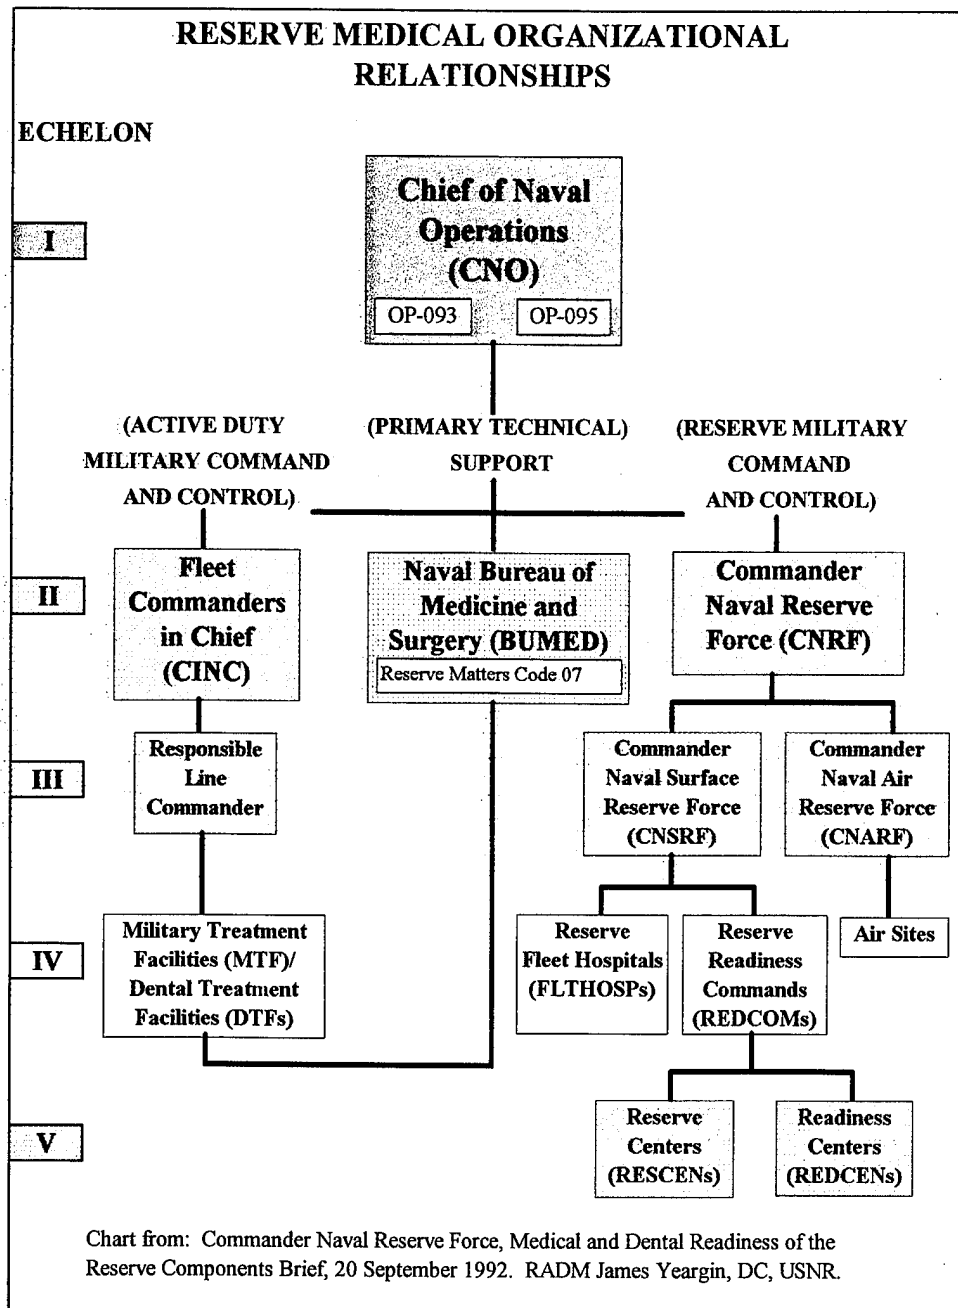 RESERVE MEDICAL ORGANIZATIONAL
RELATIONSHIPS
ECHELON
I
Chief of Naval
Operations
(CNO)
OP-093
OP-095
(ACTIVE DUTY
MILITARY COMMAND
AND CONTROL)
(PRIMARY TECHNICAL)
SUPPORT
(RESERVE MILITARY
COMMAND
AND CONTROL)
II
Fleet
Commanders
in Chief
(CINC)
Naval Bureau of
Medicine and
Surgery (BUMED)
Reserve Matters Code 07
Commander
Naval Reserve
Force (CNRF)
III
Responsible
Line
Commander
Commander
Naval Surface
Reserve Force
(CNSRF)
Commander
Naval Air
Reserve Force
(CNARF)
IV
Military Treatment
Facilities (MTF)/
Dental Treatment
Facilities (DTFs)
Reserve
Fleet Hospitals
(FLTHOSPs)
Reserve
Readiness
Commands
(REDCOMs)
Air Sites
V
Reserve
Centers
(RESCENs)
Readiness
Centers
(REDCENs)
Chart from: Commander Naval Reserve Force, Medical and Dental Readiness of the
Reserve Components Brief, 20 September 1992. RADM James Yeargin, DC, USNR.